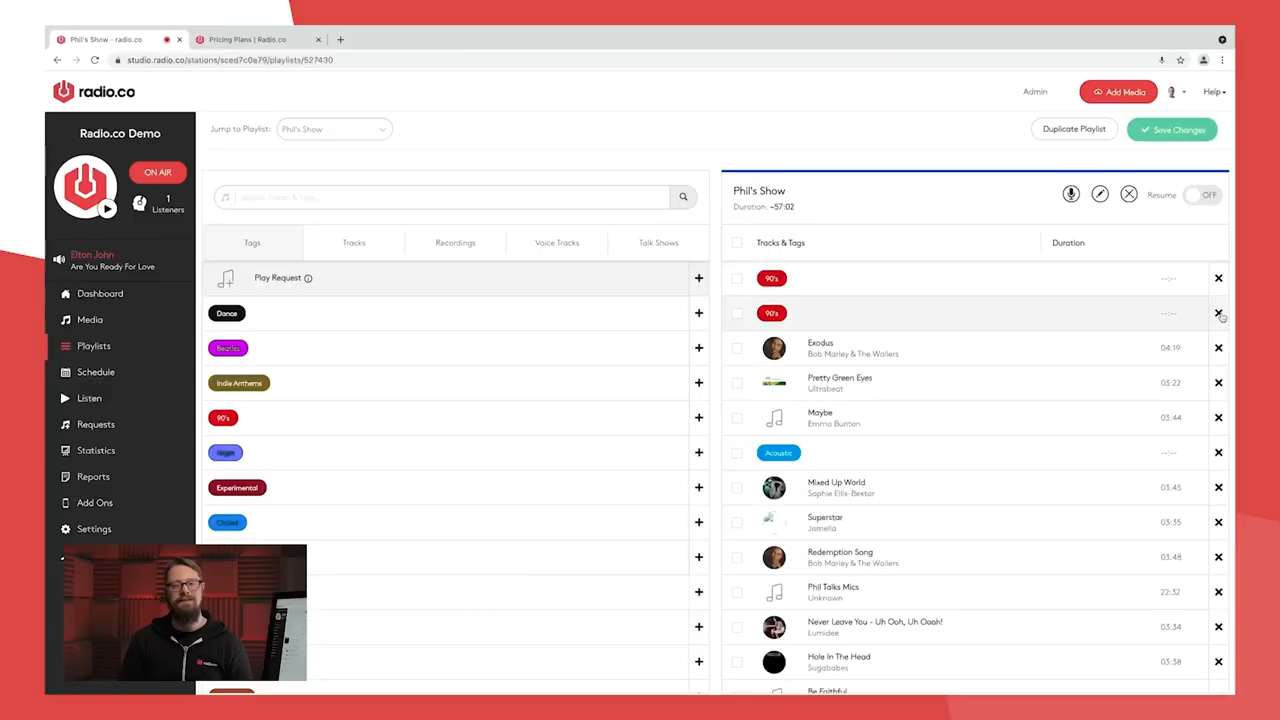 Phil's Show - radio.co
Pricing Plans | Radio.co
studio.radio.co/stations/sced7c0a79/playlists/527430
radio.co
Admin
Add Media
Help
Radio.co Demo
ON AIR
1
Listeners
Elton John
Are You Ready For Love
Dashboard
Media
Playlists
Schedule
Listen
Requests
Statistics
Reports
Add Ons
Settings
Jump to Playlist:
Phil's Show
Duplicate Playlist
Save Changes
Search Tracks & Tags
Tags
Tracks
Recordings
Voice Tracks
Talk Shows
Play Request
Dance
Beatles
Indie Anthems
90's
Night
Experimental
Chilled
Phil's Show
Duration: ~57:02
Resume
OFF
Tracks & Tags
Duration
90's
--:--
90's
--:--
Exodus
Bob Marley & The Wailers
04:19
Pretty Green Eyes
Ultrabeat
03:22
Maybe
Emma Bunton
03:44
Acoustic
--:--
Mixed Up World
Sophie Ellis-Bextor
03:45
Superstar
Jamelia
03:35
Redemption Song
Bob Marley & The Wailers
03:48
Phil Talks Mics
Unknown
22:32
Never Leave You - Uh Ooh, Uh Oooh!
Lumidee
03:34
Hole In The Head
Sugababes
03:38
Be Faithful
radio.co